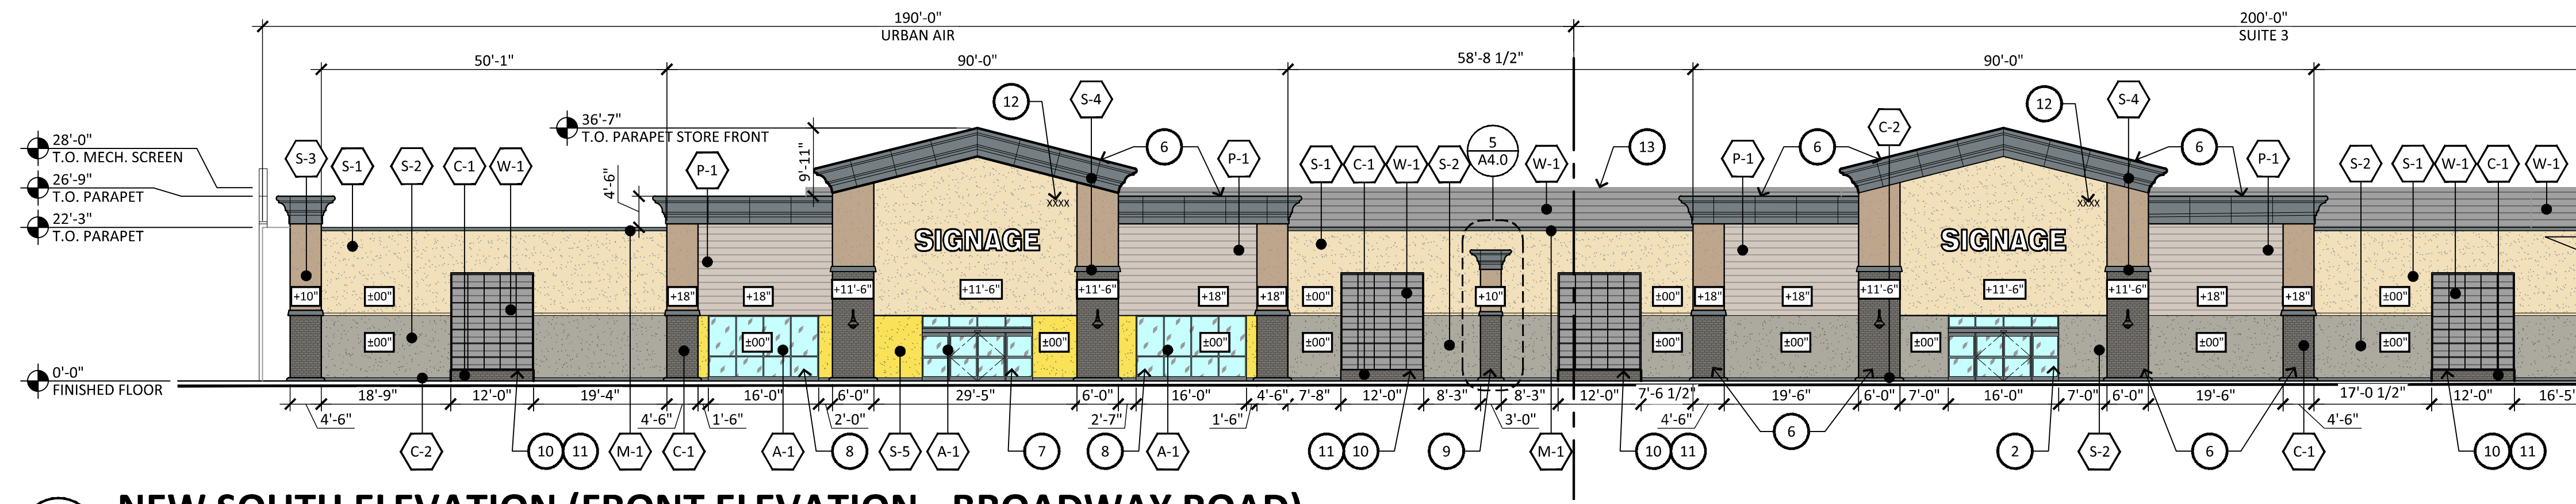 190'-0"
URBAN AIR
200'-0"
SUITE 3
50'-1"
90'-0"
58'-8 1/2"
90'-0"
12
S-4
12
S-4
36'-7"
T.O. PARAPET STORE FRONT
9'-11"
4'-6"
28'-0"
T.O. MECH. SCREEN
26'-9"
T.O. PARAPET
22'-3"
T.O. PARAPET
0'-0"
FINISHED FLOOR
S-3
S-1
S-2
C-1
W-1
P-1
6
P-1
S-1
C-1
W-1
S-2
5
A4.0
W-1
13
P-1
6
C-2
6
P-1
S-2
S-1
W-1
C-1
W-1
XXXX
XXXX
SIGNAGE
SIGNAGE
+10"
±00"
+18"
+18"
+11'-6"
+11'-6"
+11'-6"
+18"
+18"
±00"
+10"
±00"
+18"
+18"
+11'-6"
+11'-6"
+11'-6"
+18"
+18"
±00"
±00"
±00"
±00"
±00"
±00"
±00"
±00"
±00"
±00"
±00"
18'-9"
12'-0"
19'-4"
16'-0"
6'-0"
29'-5"
6'-0"
16'-0"
4'-6"
7'-8"
12'-0"
8'-3"
8'-3"
12'-0"
7'-6 1/2"
19'-6"
6'-0"
7'-0"
16'-0"
7'-0"
6'-0"
19'-6"
17'-0 1/2"
12'-0"
16'-5"
4'-6"
4'-6"
1'-6"
2'-0"
2'-7"
1'-6"
3'-0"
4'-6"
4'-6"
C-2
10
11
M-1
C-1
A-1
8
S-5
A-1
7
8
A-1
11
10
9
M-1
10
11
6
2
S-2
6
C-1
10
11
NEW SOUTH ELEVATION (FRONT ELEVATION - BROADWAY ROAD)